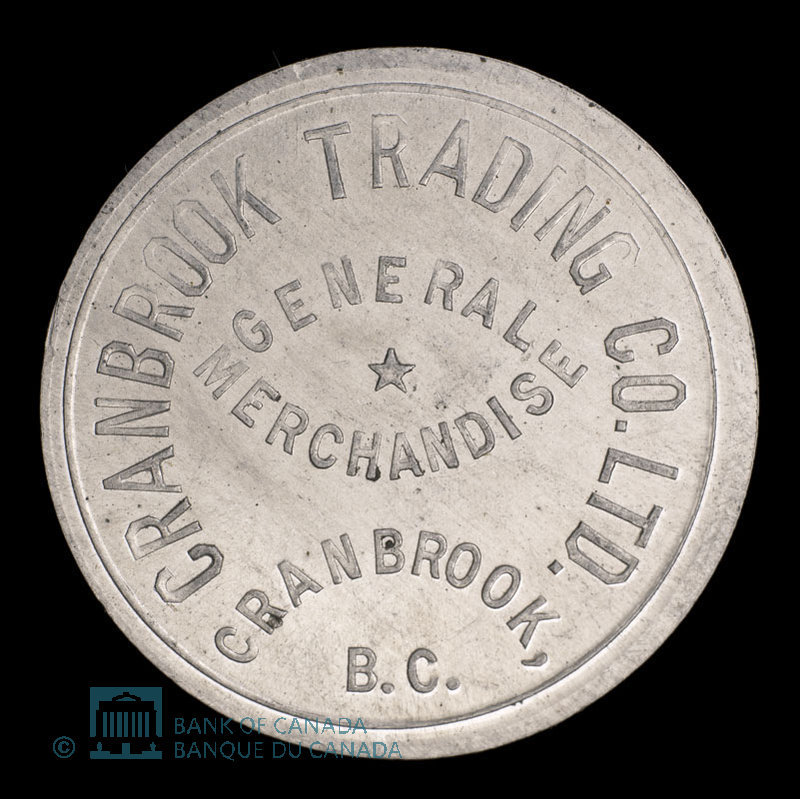 CRANBROOK TRADING CO. LTD.
GENERAL
MERCHANDISE
CRANBROOK,
B.C.
© BANK OF CANADA
BANQUE DU CANADA